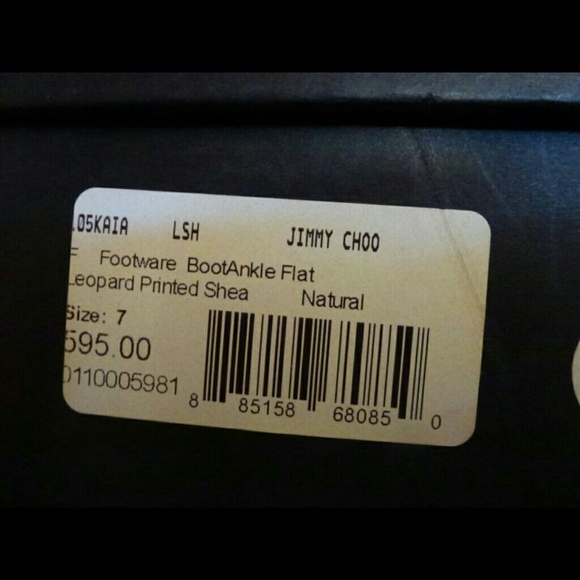 .05KAIA LSH JIMMY CHOO
F Footware BootAnkle Flat
Leopard Printed Shea Natural
Size: 7
595.00
0110005981
8 85158 68085 0